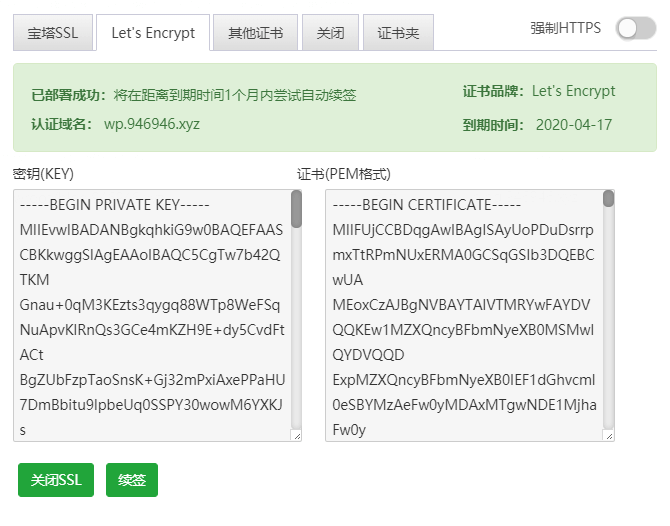 宝塔SSL Let's Encrypt 其他证书 关闭 证书夹 强制HTTPS
已部署成功：将在距离到期时间1个月内尝试自动续签 证书品牌：Let's Encrypt
认证域名： wp.946946.xyz 到期时间： 2020-04-17
密钥(KEY) 证书(PEM格式)
-----BEGIN PRIVATE KEY-----
MIIEvwIBADANBgkqhkiG9w0BAQEFAAS
CBKkwggSlAgEAAoIBAQC5CgTw7b42Q
TKM
Gnau+0qM3KEzts3qygq88WTp8WeFSq
NuApvKlRnQs3GCe4mKZH9E+dy5CvdFt
ACt
BgZUbFzpTaoSnsK+Gj32mPxiAxePPaHU
7DmBbitu9IpbeUq0SSPY30wowM6YXKJ
s
-----BEGIN CERTIFICATE-----
MIIFUjCCBDqgAwIBAgISAyUoPDuDsrrp
mxTtRPmNUxERMA0GCSqGSIb3DQEBC
wUA
MEoxCzAJBgNVBAYTAlVTMRYwFAYDV
QQKEw1MZXQncyBFbmNyeXB0MSMwI
QYDVQQD
ExpMZXQncyBFbmNyeXB0IEF1dGhvcml
0eSBYMzAeFw0yMDAxMTgwNDE1Mjha
Fw0y
关闭SSL 续签